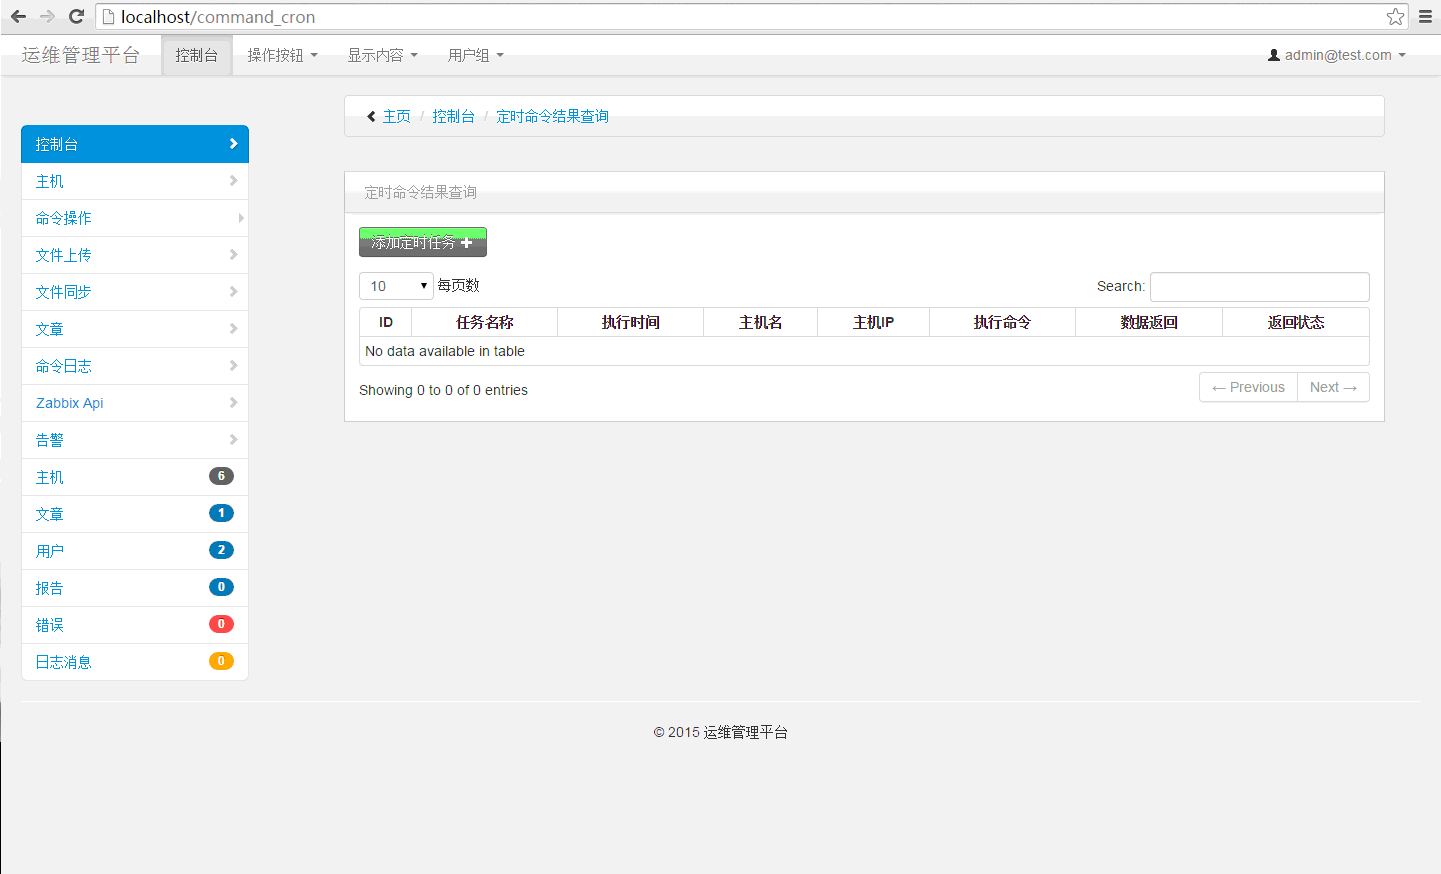 localhost/command_cron
运维管理平台 控制台 操作按钮 显示内容 用户组 admin@test.com
主页 / 控制台 / 定时命令结果查询
控制台
主机
命令操作
文件上传
文件同步
文章
命令日志
Zabbix Api
告警
主机 6
文章 1
用户 2
报告 0
错误 0
日志消息 0
定时命令结果查询
添加定时任务
10 每页数 Search:
ID 任务名称 执行时间 主机名 主机IP 执行命令 数据返回 返回状态
No data available in table
Showing 0 to 0 of 0 entries ← Previous Next →
© 2015 运维管理平台